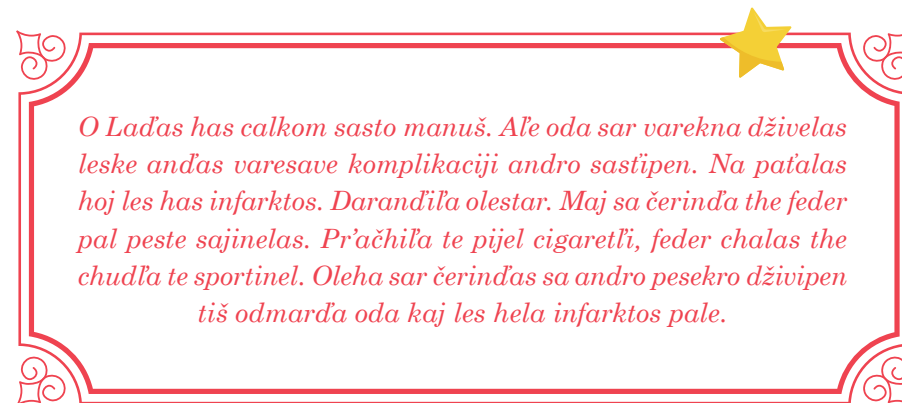 O Laďas has calkom sasto manuš. Aľe oda sar varekna dživelas
leske anďas varesave komplikaciji andro sasťipen. Na paťalas
hoj les has infarktos. Daranďiľa olestar. Maj sa čerinďa the feder
pal peste sajinelas. Pr’ačhiľa te pijel cigaretľi, feder chalas the
chudľa te sportinel. Oleha sar čerinďas sa andro pesekro dživipen
tiš odmarďa oda kaj les hela infarktos pale.